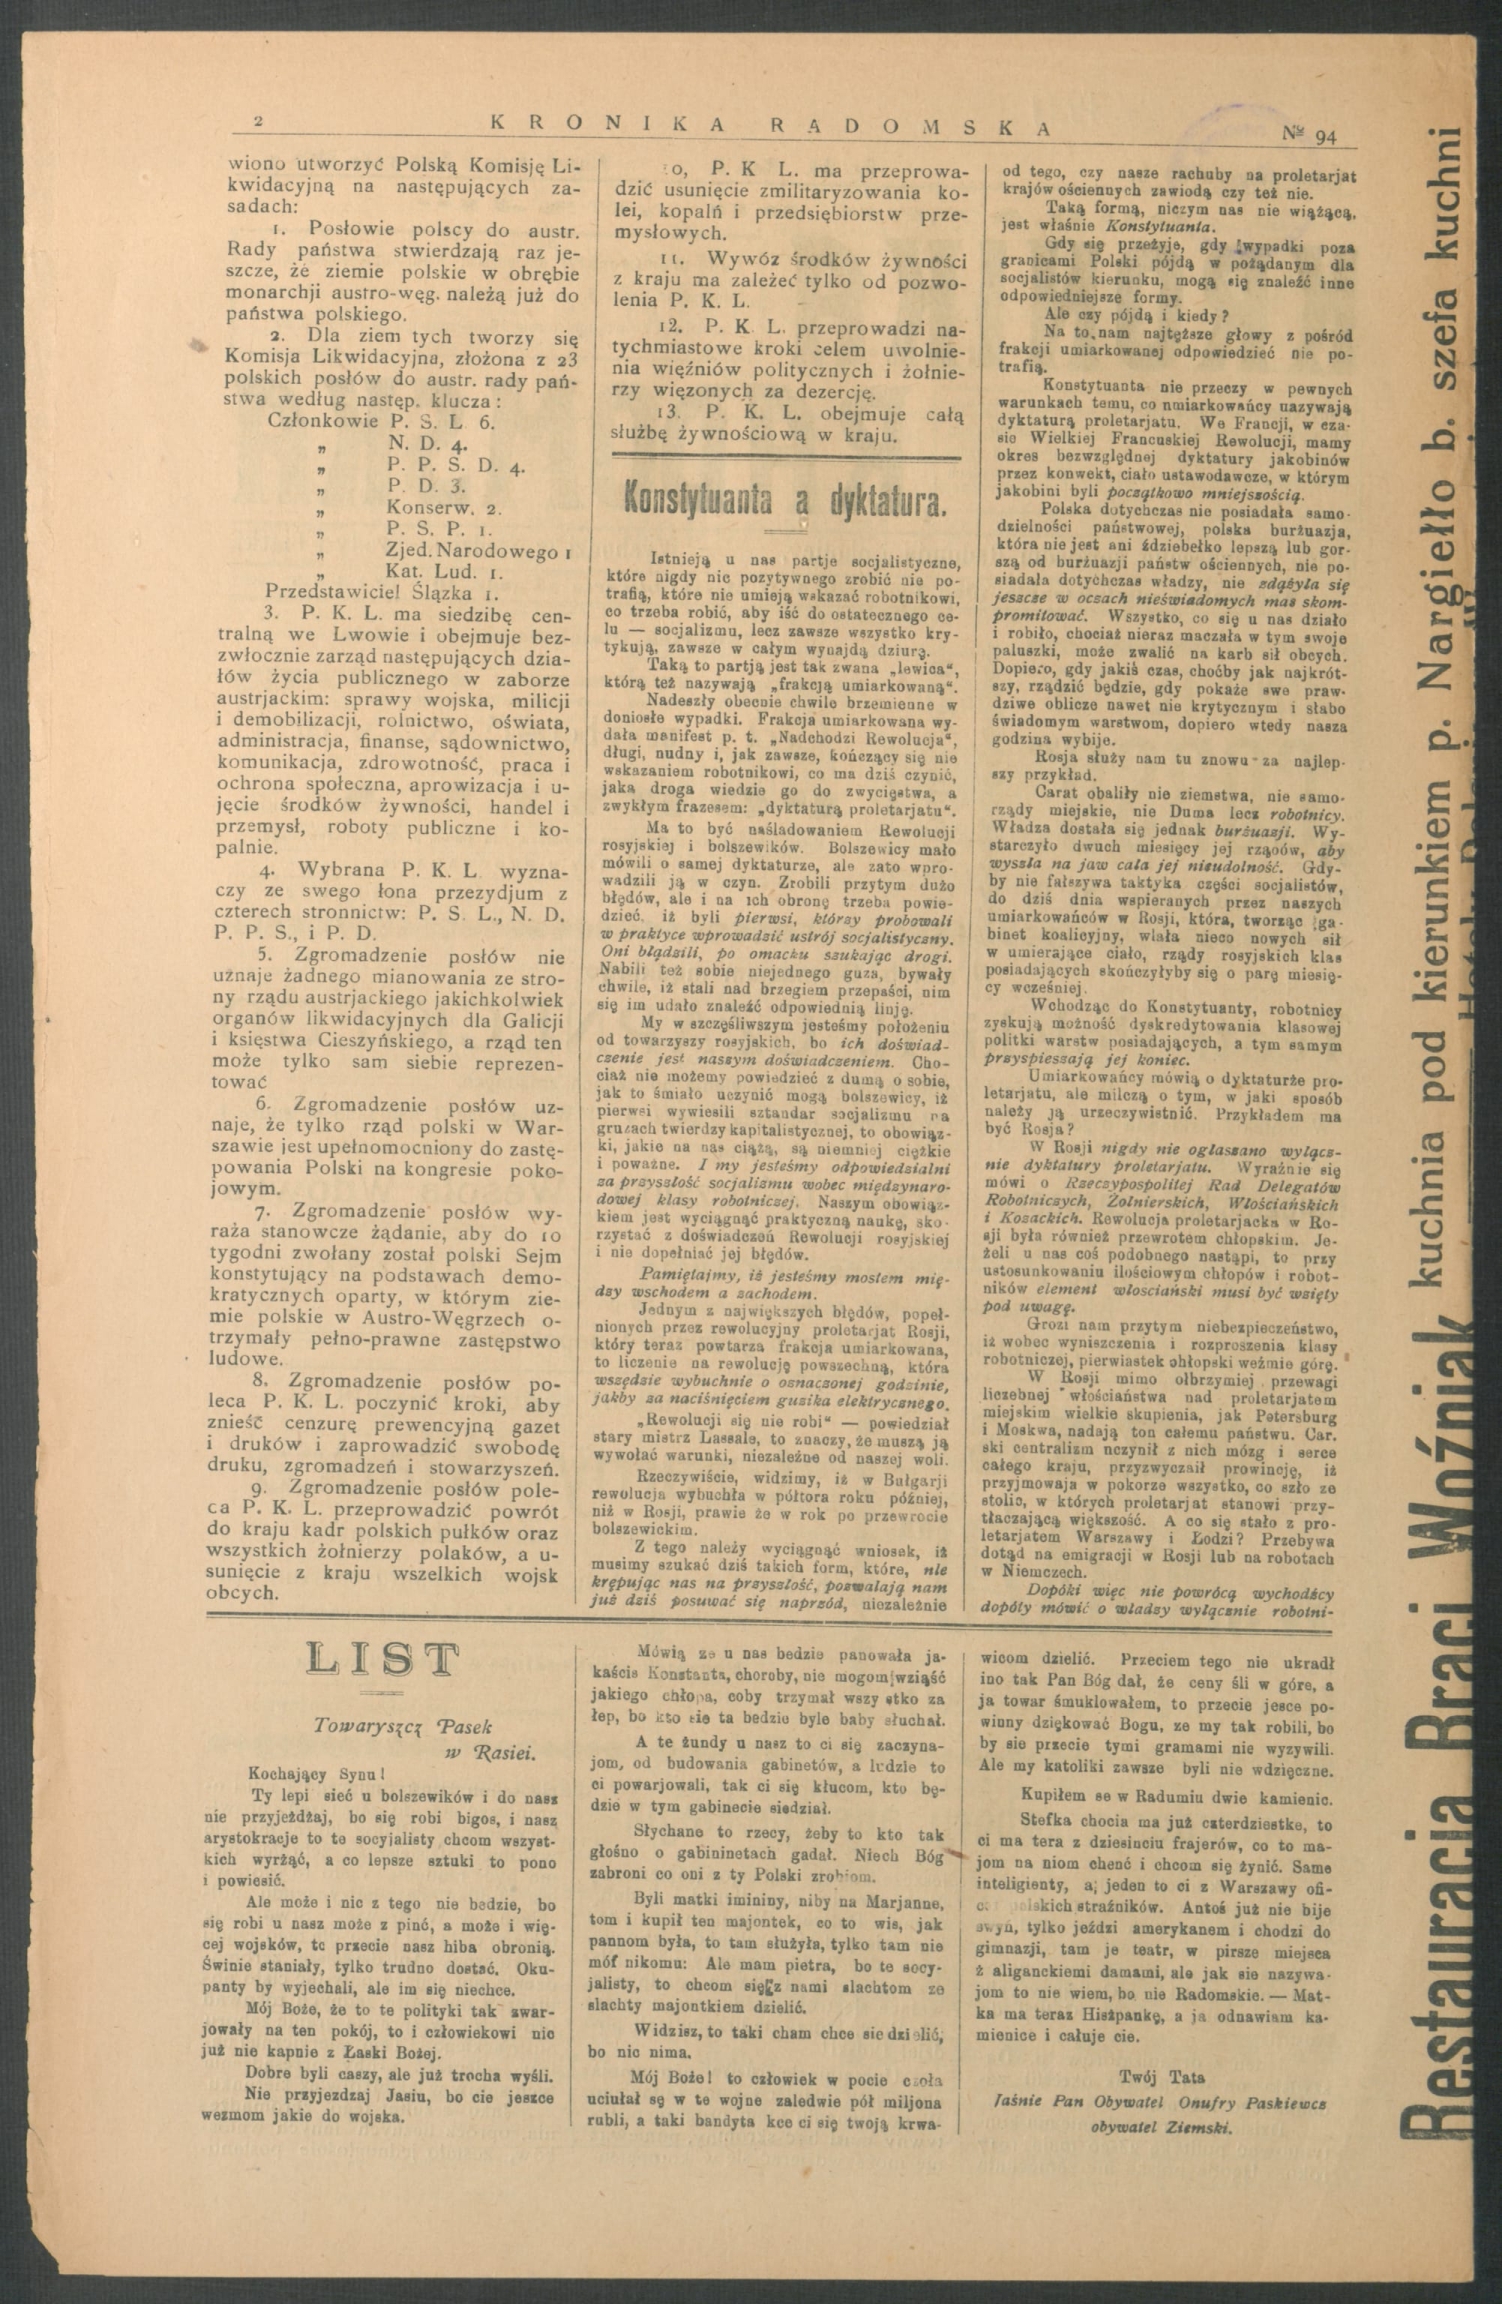 2
KRONIKA RADOMSKA
№ 94
wiono utworzyć Polską Komisję Li-
kwidacyjną na następujących za-
sadach:
1. Posłowie polscy do austr.
Rady państwa stwierdzają raz je-
szcze, że ziemie polskie w obrębie
monarchji austro-węg. należą już do
państwa polskiego.
2. Dla ziem tych tworzy się
Komisja Likwidacyjna, złożona z 23
polskich posłów do austr. rady pań-
stwa według następ. klucza:
Członkowie P. S. L 6.
„ N. D. 4.
„ P. P. S. D. 4.
„ P. D. 3.
„ Konserw. 2.
„ P. S. P. 1.
„ Zjed. Narodowego 1
„ Kat. Lud. 1.
Przedstawiciel Ślązka 1.
3. P. K. L. ma siedzibę cen-
tralną we Lwowie i obejmuje bez-
zwłocznie zarząd następujących dzia-
łów życia publicznego w zaborze
austrjackim: sprawy wojska, milicji
i demobilizacji, rolnictwo, oświata,
administracja, finanse, sądownictwo,
komunikacja, zdrowotność, praca i
ochrona społeczna, aprowizacja i u-
jęcie środków żywności, handel i
przemysł, roboty publiczne i ko-
palnie.
4. Wybrana P. K. L. wyzna-
czy ze swego łona przezydjum z
czterech stronnictw: P. S. L., N. D.
P. P. S., i P. D.
5. Zgromadzenie posłów nie
uznaje żadnego mianowania ze stro-
ny rządu austrjackiego jakichkolwiek
organów likwidacyjnych dla Galicji
i księstwa Cieszyńskiego, a rząd ten
może tylko sam siebie reprezen-
tować
6. Zgromadzenie posłów uz-
naje, że tylko rząd polski w War-
szawie jest upełnomocniony do zastę-
powania Polski na kongresie poko-
jowym.
7. Zgromadzenie posłów wy-
raża stanowcze żądanie, aby do 10
tygodni zwołany został polski Sejm
konstytujący na podstawach demo-
kratycznych oparty, w którym zie-
mie polskie w Austro-Węgrzech o-
trzymały pełno-prawne zastępstwo
ludowe.
8. Zgromadzenie posłów po-
leca P. K. L. poczynić kroki, aby
znieść cenzurę prewencyjną gazet
i druków i zaprowadzić swobodę
druku, zgromadzeń i stowarzyszeń.
9. Zgromadzenie posłów pole-
ca P. K. L. przeprowadzić powrót
do kraju kadr polskich pułków oraz
wszystkich żołnierzy polaków, a u-
sunięcie z kraju wszelkich wojsk
obcych.
0, P. K L. ma przeprowa-
dzić usunięcie zmilitaryzowania ko-
lei, kopalń i przedsiębiorstw prze-
mysłowych.
11. Wywóz środków żywności
z kraju ma zależeć tylko od pozwo-
lenia P. K. L.
12. P. K. L. przeprowadzi na-
tychmiastowe kroki celem uwolnie-
nia więźniów politycznych i żołnie-
rzy więzonych za dezercję.
13. P. K. L. obejmuje całą
służbę żywnościową w kraju.
Konstytuanta a dyktatura.
Istnieją u nas partje socjalistyczne,
które nigdy nic pozytywnego zrobić nie po-
trafią, które nie umieją wskazać robotnikowi,
co trzeba robić, aby iść do ostatecznego ce-
lu — socjalizmu, lecz zawsze wszystko kry-
tykują, zawsze w całym wynajdą dziurę.
Taką to partją jest tak zwana „lewica“,
którą też nazywają „frakcją umiarkowaną“.
Nadeszły obecnie chwile brzemienne w
doniosłe wypadki. Frakcja umiarkowana wy-
dała manifest p. t. „Nadchodzi Rewolucja“,
długi, nudny i, jak zawsze, kończący się nie
wskazaniem robotnikowi, co ma dziś czynić,
jaka droga wiedzie go do zwycięstwa, a
zwykłym frazesem: „dyktaturą proletarjatu“.
Ma to być naśladowaniem Rewolucji
rosyjskiej i bolszewików. Bolszewicy mało
mówili o samej dyktaturze, ale zato wpro-
wadzili ją w czyn. Zrobili przytym dużo
błędów, ale i na ich obronę trzeba powie-
dzieć, iż byli pierwsi, którzy probowali
w praktyce wprowadzić ustrój socjalistyczny.
Oni błądzili, po omacku szukając drogi.
Nabili też sobie niejednego guza, bywały
chwile, iż stali nad brzegiem przepaści, nim
się im udało znaleźć odpowiednią linję.
My w szczęśliwszym jesteśmy położeniu
od towarzyszy rosyjskich, bo ich doświad-
czenie jest naszym doświadczeniem. Cho-
ciaż nie możemy powiedzieć z dumą o sobie,
jak to śmiało uczynić mogą bolszewicy, iż
pierwsi wywiesili sztandar socjalizmu na
gruzach twierdzy kapitalistycznej, to obowiąz-
ki, jakie na nas ciążą, są niemniej ciężkie
i poważne. I my jesteśmy odpowiedzialni
za przyszłość socjalizmu wobec międzynaro-
dowej klasy robotniczej. Naszym obowiąz-
kiem jest wyciągnąć praktyczną naukę, sko-
rzystać z doświadczeń Rewolucji rosyjskiej
i nie dopełniać jej błędów.
Pamiętajmy, iż jesteśmy mostem mię-
dzy wschodem a zachodem.
Jednym z największych błędów, popeł-
nionych przez rewolucyjny proletarjat Rosji,
który teraz powtarza frakcja umiarkowana,
to liczenie na rewolucję powszechną, która
wszędzie wybuchnie o oznaczonej godzinie,
jakby za naciśnięciem guzika elektrycznego.
„Rewolucji się nie robi“ — powiedział
stary mistrz Lassale, to znaczy, że muszą ją
wywołać warunki, niezależne od naszej woli.
Rzeczywiście, widzimy, iż w Bułgarji
rewolucja wybuchła w półtora roku później,
niż w Rosji, prawie że w rok po przewrocie
bolszewickim.
Z tego należy wyciągnąć wniosek, iż
musimy szukać dziś takich form, które, nie
krępując nas na przyszłość, pozwalają nam
już dziś posuwać się naprzód, niezależnie
od tego, czy nasze rachuby na proletarjat
krajów ościennych zawiodą czy też nie.
Taką formą, niczym nas nie wiążącą,
jest właśnie Konstytuanta.
Gdy się przeżyje, gdy wypadki poza
granicami Polski pójdą w pożądanym dla
socjalistów kierunku, mogą się znaleźć inne
odpowiedniejsze formy.
Ale czy pójdą i kiedy?
Na to nam najtęższe głowy z pośród
frakcji umiarkowanej odpowiedzieć nie po-
trafią.
Konstytuanta nie przeczy w pewnych
warunkach temu, co umiarkowańcy nazywają
dyktaturą proletarjatu. We Francji, w cza-
sie Wielkiej Francuskiej Rewolucji, mamy
okres bezwzględnej dyktatury jakobinów
przez konwekt, ciało ustawodawcze, w którym
jakobini byli początkowo mniejszością.
Polska dotychczas nie posiadała samo-
dzielności państwowej, polska burżuazja,
która nie jest ani ździebełko lepszą lub gor-
szą od burżuazji państw ościennych, nie po-
siadała dotychczas władzy, nie zdążyła się
jeszcze w oczach nieświadomych mas skom-
promitować. Wszystko, co się u nas działo
i robiło, chociaż nieraz maczała w tym swoje
paluszki, może zwalić na karb sił obcych.
Dopiero, gdy jakiś czas, choćby jak najkrót-
szy, rządzić będzie, gdy pokaże swe praw-
dziwe oblicze nawet nie krytycznym i słabo
świadomym warstwom, dopiero wtedy nasza
godzina wybije.
Rosja służy nam tu znowu za najlep-
szy przykład.
Carat obaliły nie ziemstwa, nie samo-
rządy miejskie, nie Duma lecz robotnicy.
Władza dostała się jednak burżuazji. Wy-
starczyło dwuch miesięcy jej rządów, aby
wyszła na jaw cała jej nieudolność. Gdy-
by nie fałszywa taktyka części socjalistów,
do dziś dnia wspieranych przez naszych
umiarkowańców w Rosji, która, tworząc ga-
binet koalicyjny, wlała nieco nowych sił
w umierające ciało, rządy rosyjskich klas
posiadających skończyłyby się o parę miesię-
cy wcześniej.
Wchodząc do Konstytuanty, robotnicy
zyskują możność dyskredytowania klasowej
politki warstw posiadających, a tym samym
przyspieszają jej koniec.
Umiarkowańcy mówią o dyktaturze pro-
letarjatu, ale milczą o tym, w jaki sposób
należy ją urzeczywistnić. Przykładem ma
być Rosja?
W Rosji nigdy nie ogłaszano wyłącz-
nie dyktatury proletarjatu. Wyraźnie się
mówi o Rzeczypospolitej Rad Delegatów
Robotniczych, Żołnierskich, Włościańskich
i Kozackich. Rewolucja proletarjacka w Ro-
sji była również przewrotem chłopskim. Je-
żeli u nas coś podobnego nastąpi, to przy
ustosunkowaniu ilościowym chłopów i robot-
ników element włosciański musi być wzięty
pod uwagę.
Grozi nam przytym niebezpieczeństwo,
iż wobec wyniszczenia i rozproszenia klasy
robotniczej, pierwiastek chłopski weźmie górę.
W Rosji mimo olbrzymiej przewagi
liczebnej włościaństwa nad proletarjatem
miejskim wielkie skupienia, jak Petersburg
i Moskwa, nadają ton całemu państwu. Car.
ski centralizm uczynił z nich mózg i serce
całego kraju, przyzwyczaił prowincję, iż
przyjmowaja w pokorze wszystko, co szło ze
stolic, w których proletarjat stanowi przy-
tłaczającą większość. A co się stało z pro-
letarjatem Warszawy i Łodzi? Przebywa
dotąd na emigracji w Rosji lub na robotach
w Niemczech.
Dopóki więc nie powrócą wychodźcy
dopóty mówić o władzy wyłącznie robotni-
LIST
Towaryszcz Pasek
w Rasiei.
Kochający Synu!
Ty lepi sieć u bolszewików i do nasz
nie przyjeżdżaj, bo się robi bigos, i nasz
arystokracje to te socyjalisty chcom wszyst-
kich wyrżąć, a co lepsze sztuki to pono
i powiesić.
Ale może i nic z tego nie bedzie, bo
się robi u nasz może z pinć, a może i wię-
cej wojsków, to przecie nasz hiba obronią.
Świnie staniały, tylko trudno dostać. Oku-
panty by wyjechali, ale im się niechce.
Mój Boże, że to te polityki tak zwar-
jowały na ten pokój, to i człowiekowi nic
już nie kapnie z Łaski Bożej.
Dobre byli caszy, ale już trocha wyśli.
Nie przyjezdzaj Jasiu, bo cie jeszce
wezmom jakie do wojska.
Mówią ze u nas bedzie panowała ja-
kaścis Konstanta, choroby, nie mogom wziąść
jakiego chłopa, coby trzymał wszystko za
łep, bo kto sie ta bedzie byle baby słuchał.
A te żundy u nasz to ci się zaczyna-
jom, od budowania gabinetów, a ludzie to
ci powarjowali, tak ci się kłucom, kto bę-
dzie w tym gabinecie siedział.
Słychane to rzecy, żeby to kto tak
głośno o gabininetach gadał. Niech Bóg
zabroni co oni z ty Polski zrobiom.
Byli matki imininy, niby na Marjanne,
tom i kupił ten majontek, co to wis, jak
pannom była, to tam służyła, tylko tam nie
móf nikomu: Ale mam pietra, bo te socy-
jalisty, to chcom się z nami slachtom ze
slachty majontkiem dzielić.
Widzisz, to taki cham chce sie dzielić,
bo nic nima.
Mój Boże! to człowiek w pocie czoła
uciułał sę w te wojne zaledwie pół miljona
rubli, a taki bandyta kce ci się twoją krwa-
wicom dzielić. Przeciem tego nie ukradł
ino tak Pan Bóg dał, że ceny śli w góre, a
ja towar śmuklowałem, to przecie jesce po-
winny dziękować Bogu, ze my tak robili, bo
by sie przecie tymi gramami nie wyzywili.
Ale my katoliki zawsze byli nie wdzięczne.
Kupiłem se w Radumiu dwie kamienic.
Stefka chocia ma już czterdziestke, to
ci ma tera z dziesinciu frajerów, co to ma-
jom na niom chenć i chcom się żynić. Same
inteligienty, a jeden to ci z Warszawy ofi-
skich strażników. Antoś już nie bije
swyń, tylko jeździ amerykanem i chodzi do
gimnazji, tam je teatr, w pirsze miejsca
ż aliganckiemi damami, ale jak sie nazywa-
jom to nie wiem, bo nie Radomskie. — Mat-
ka ma teraz Hiszpankę, a ja odnawiam ka-
mienice i całuje cie.
Twój Tata
Jaśnie Pan Obywatel Onufry Paskiewcz
obywatel Ziemski.
Restauracja Braci Woźniak kuchnia pod kierunkiem p. Nargiełło b. szefa kuchni